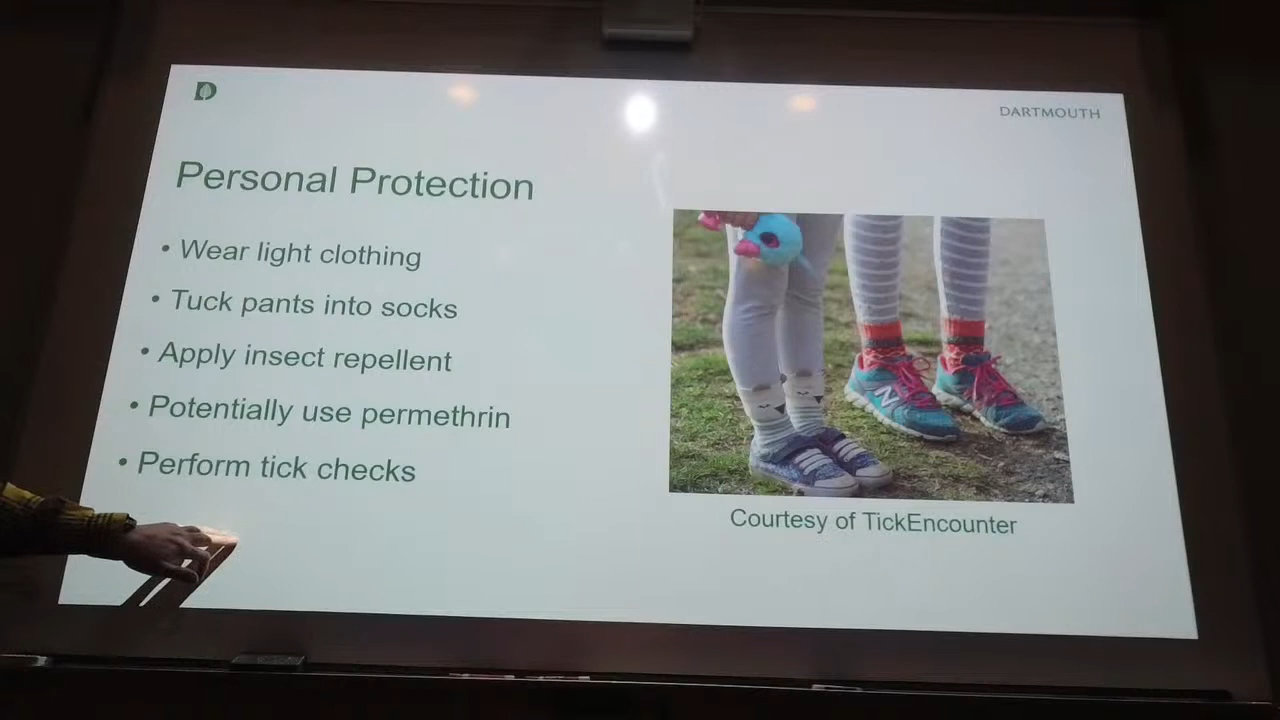 D
DARTMOUTH
Personal Protection
• Wear light clothing
• Tuck pants into socks
• Apply insect repellent
• Potentially use permethrin
• Perform tick checks
N
Courtesy of TickEncounter